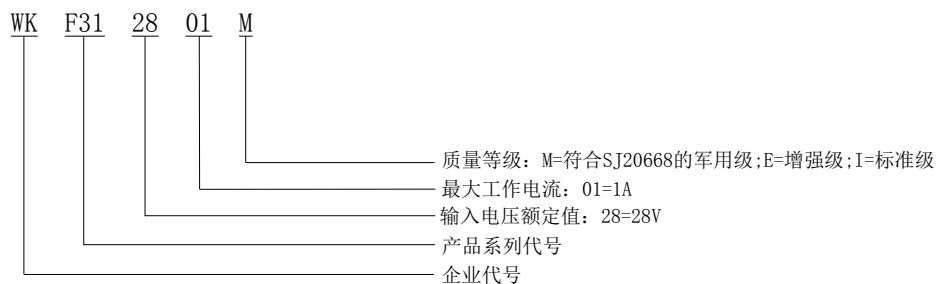 WK F31 28 01 M
质量等级：M=符合SJ20668的军用级;E=增强级;I=标准级
最大工作电流：01=1A
输入电压额定值：28=28V
产品系列代号
企业代号